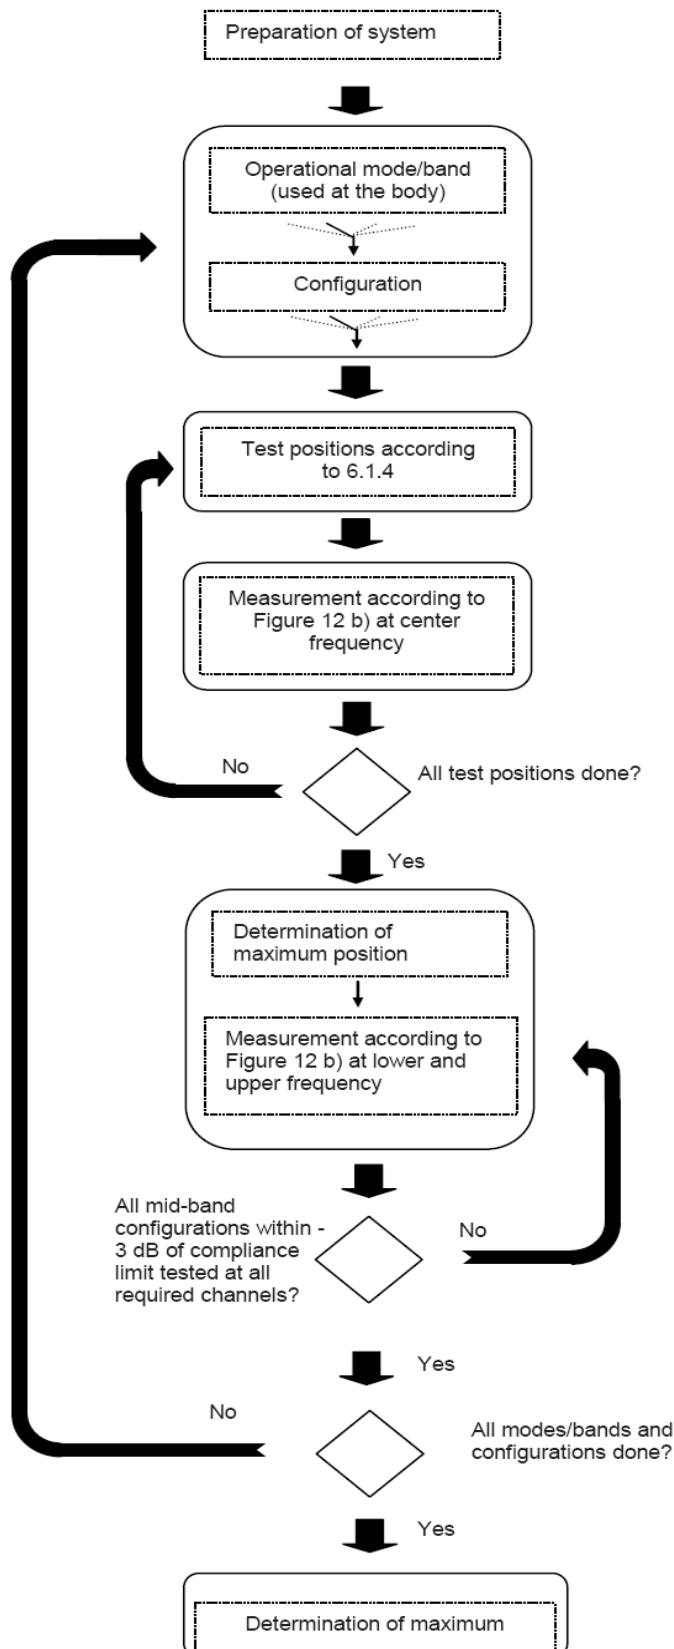 Preparation of system
Operational mode/band
(used at the body)
Configuration
Test positions according
to 6.1.4
Measurement according to
Figure 12 b) at center
frequency
No
All test positions done?
Yes
Determination of
maximum position
Measurement according to
Figure 12 b) at lower and
upper frequency
All mid-band
configurations within -
3 dB of compliance
limit tested at all
required channels?
No
Yes
No
All modes/bands and
configurations done?
Yes
Determination of maximum